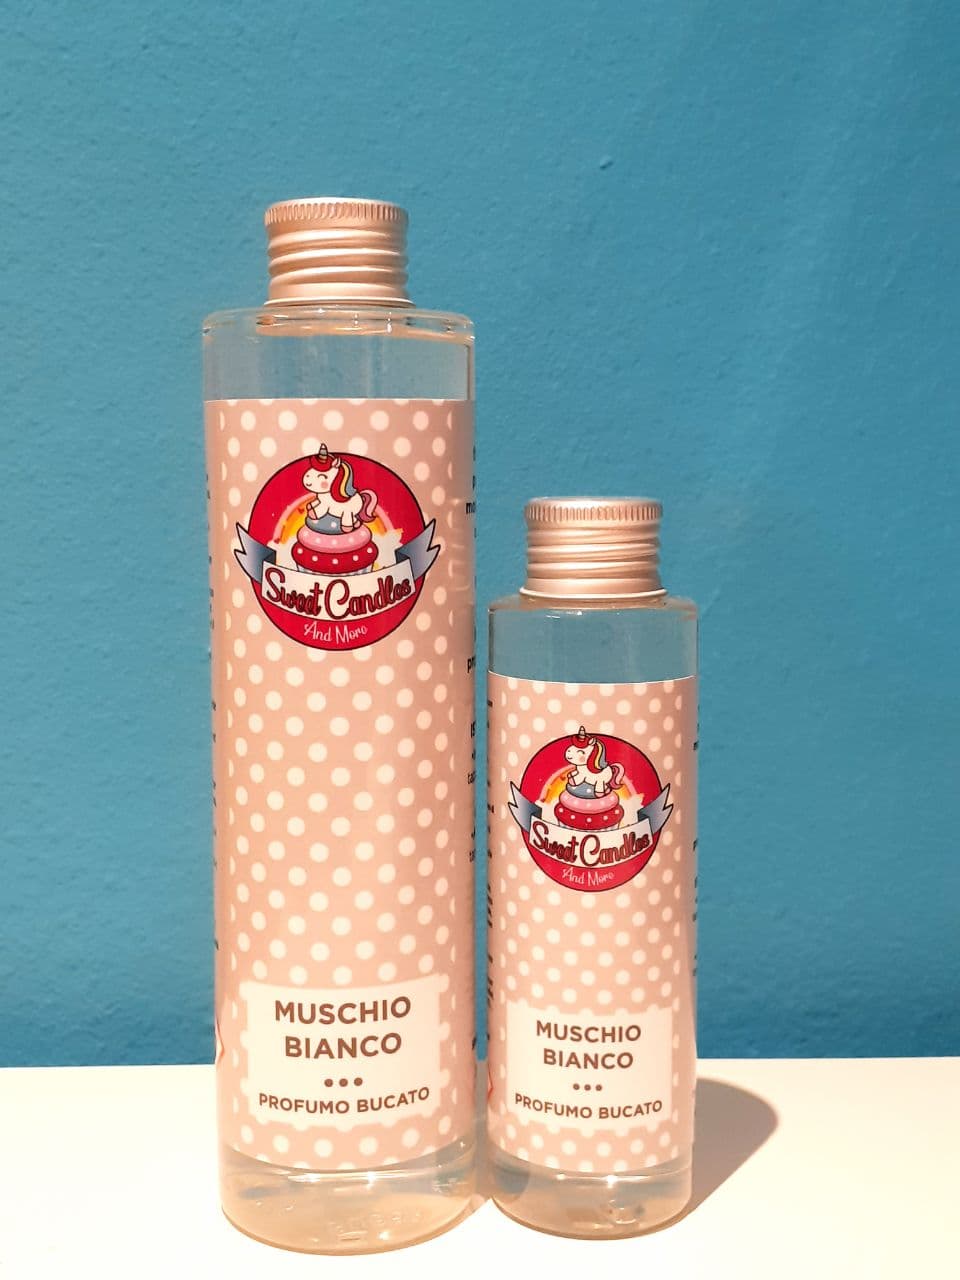 Sweet Candles
And More
MUSCHIO
BIANCO
PROFUMO BUCATO
Sweet Candles
And More
MUSCHIO
BIANCO
PROFUMO BUCATO